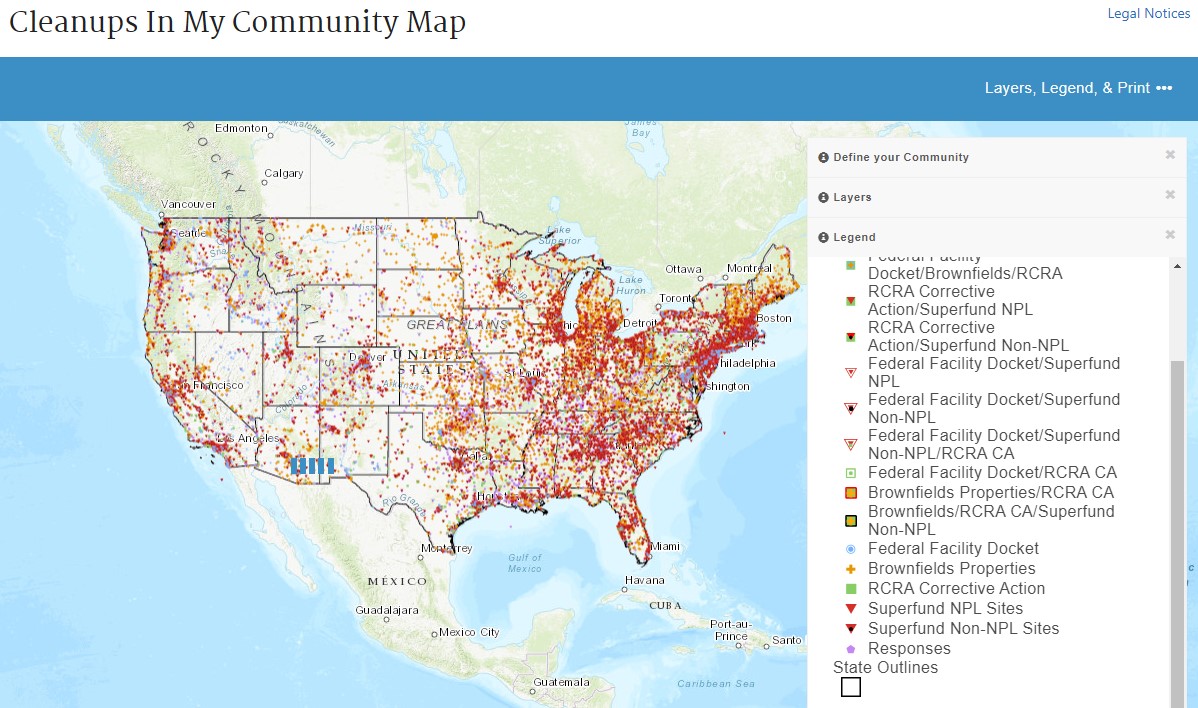 Cleanups In My Community Map
Legal Notices
Layers, Legend, & Print •••
Define your Community
Layers
Legend
Federal Facility
Docket/Brownfields/RCRA
RCRA Corrective
Action/Superfund NPL
RCRA Corrective
Action/Superfund Non-NPL
Federal Facility Docket/Superfund
NPL
Federal Facility Docket/Superfund
Non-NPL
Federal Facility Docket/Superfund
Non-NPL/RCRA CA
Federal Facility Docket/RCRA CA
Brownfields Properties/RCRA CA
Brownfields/RCRA CA/Superfund
Non-NPL
Federal Facility Docket
Brownfields Properties
RCRA Corrective Action
Superfund NPL Sites
Superfund Non-NPL Sites
Responses
State Outlines
Edmonton
Saskatchewan
James
Bay
Calgary
ROCKY MOUNTAINS
Vancouver
Seattle
Lake
Superior
Ottawa
Montreal
Lake
Huron
Toronto
GREAT PLAINS
Detroit
Boston
Denver
UNITED
STATES
St Louis
Philadelphia
shington
Francisco
Colorado
Arkansas
Los Angeles
Rio Grande
Monterrey
Gulf of
Mexico
Miami
MÉXICO
Havana
CUBA
Guadalajara
Mexico City
Port-au-
Prince
Santo
Guatemala
Caribbean Sea